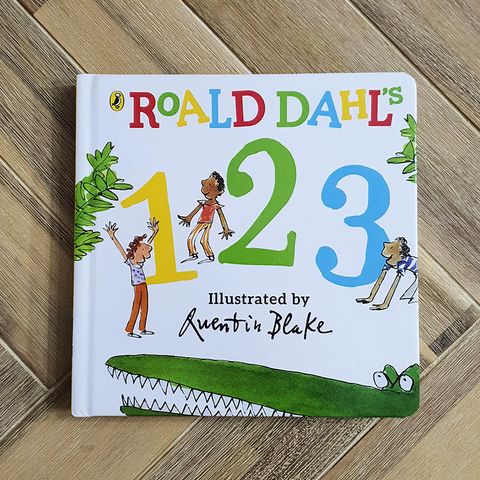 ROALD DAHL'S
123
Illustrated by
Quentin Blake